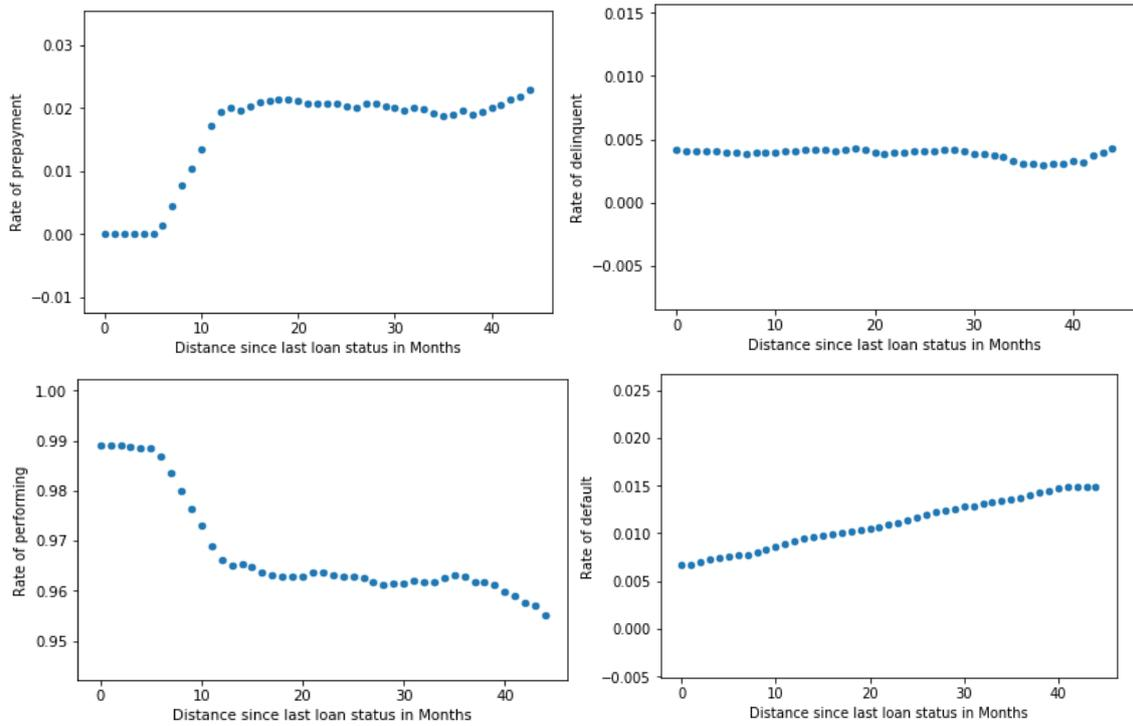 Rate of prepayment
0.03
0.02
0.01
0.00
−0.01
0 10 20 30 40
Distance since last loan status in Months
Rate of delinquent
0.015
0.010
0.005
0.000
−0.005
0 10 20 30 40
Distance since last loan status in Months
Rate of performing
1.00
0.99
0.98
0.97
0.96
0.95
0 10 20 30 40
Distance since last loan status in Months
Rate of default
0.025
0.020
0.015
0.010
0.005
0.000
−0.005
0 10 20 30 40
Distance since last loan status in Months